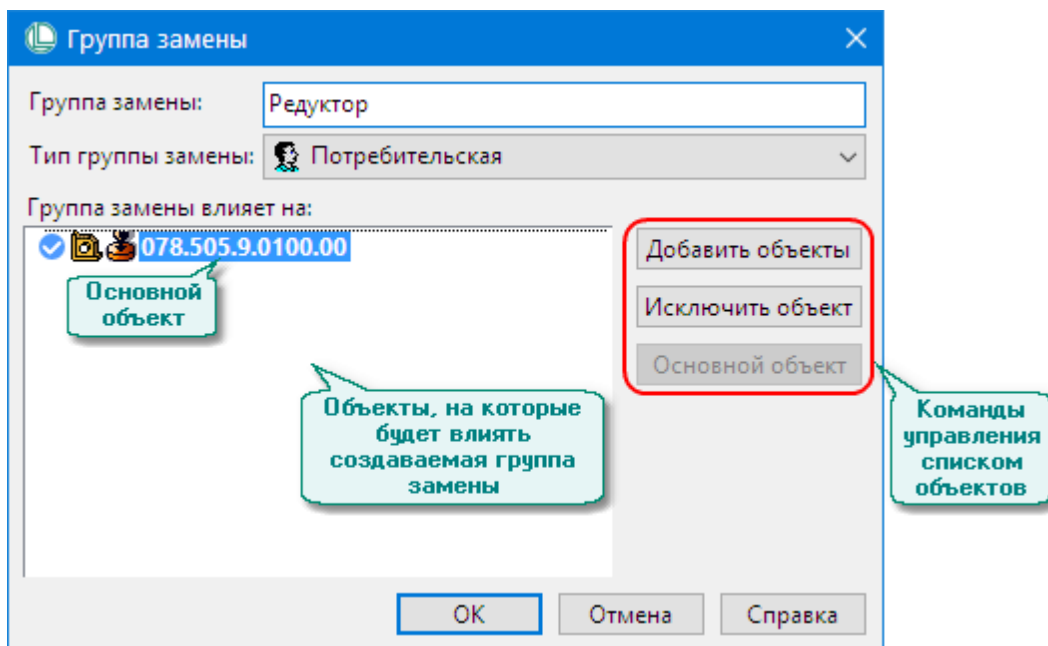 Группа замены
Группа замены: Редуктор
Тип группы замены: Потребительская
Группа замены влияет на:
078.505.9.0100.00
Добавить объекты
Основной
объект
Исключить объект
Основной объект
Объекты, на которые
будет влиять
создаваемая группа
замены
Команды
управления
списком
объектов
ОК Отмена Справка